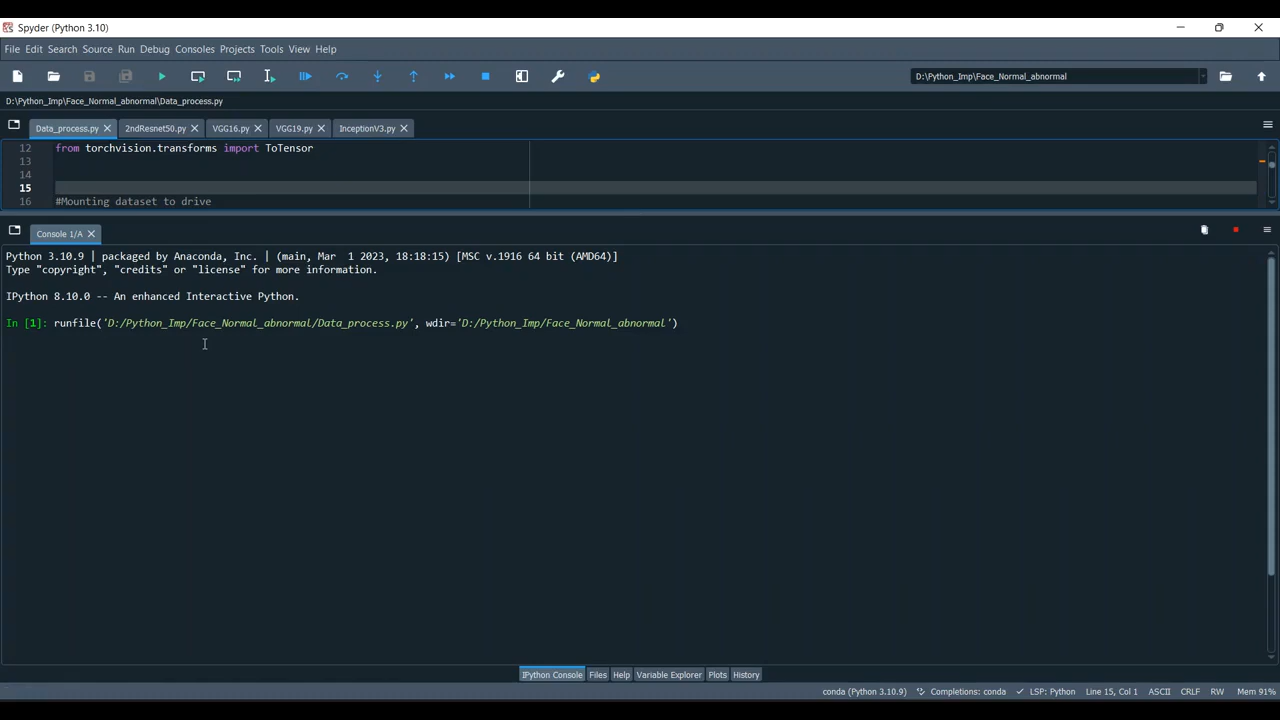 Spyder (Python 3.10)
File Edit Search Source Run Debug Consoles Projects Tools View Help
D:\Python_Imp\Face_Normal_abnormal
D:\Python_Imp\Face_Normal_abnormal\Data_process.py
Data_process.py 2ndResnet50.py VGG16.py VGG19.py InceptionV3.py
12 from torchvision.transforms import ToTensor
13
14
15
16 #Mounting dataset to drive
Console 1/A
Python 3.10.9 | packaged by Anaconda, Inc. | (main, Mar  1 2023, 18:18:15) [MSC v.1916 64 bit (AMD64)]
Type "copyright", "credits" or "license" for more information.
IPython 8.10.0 -- An enhanced Interactive Python.
In [1]: runfile('D:/Python_Imp/Face_Normal_abnormal/Data_process.py', wdir='D:/Python_Imp/Face_Normal_abnormal')
IPython Console Files Help Variable Explorer Plots History
conda (Python 3.10.9) Completions: conda LSP: Python Line 15, Col 1 ASCII CRLF RW Mem 91%